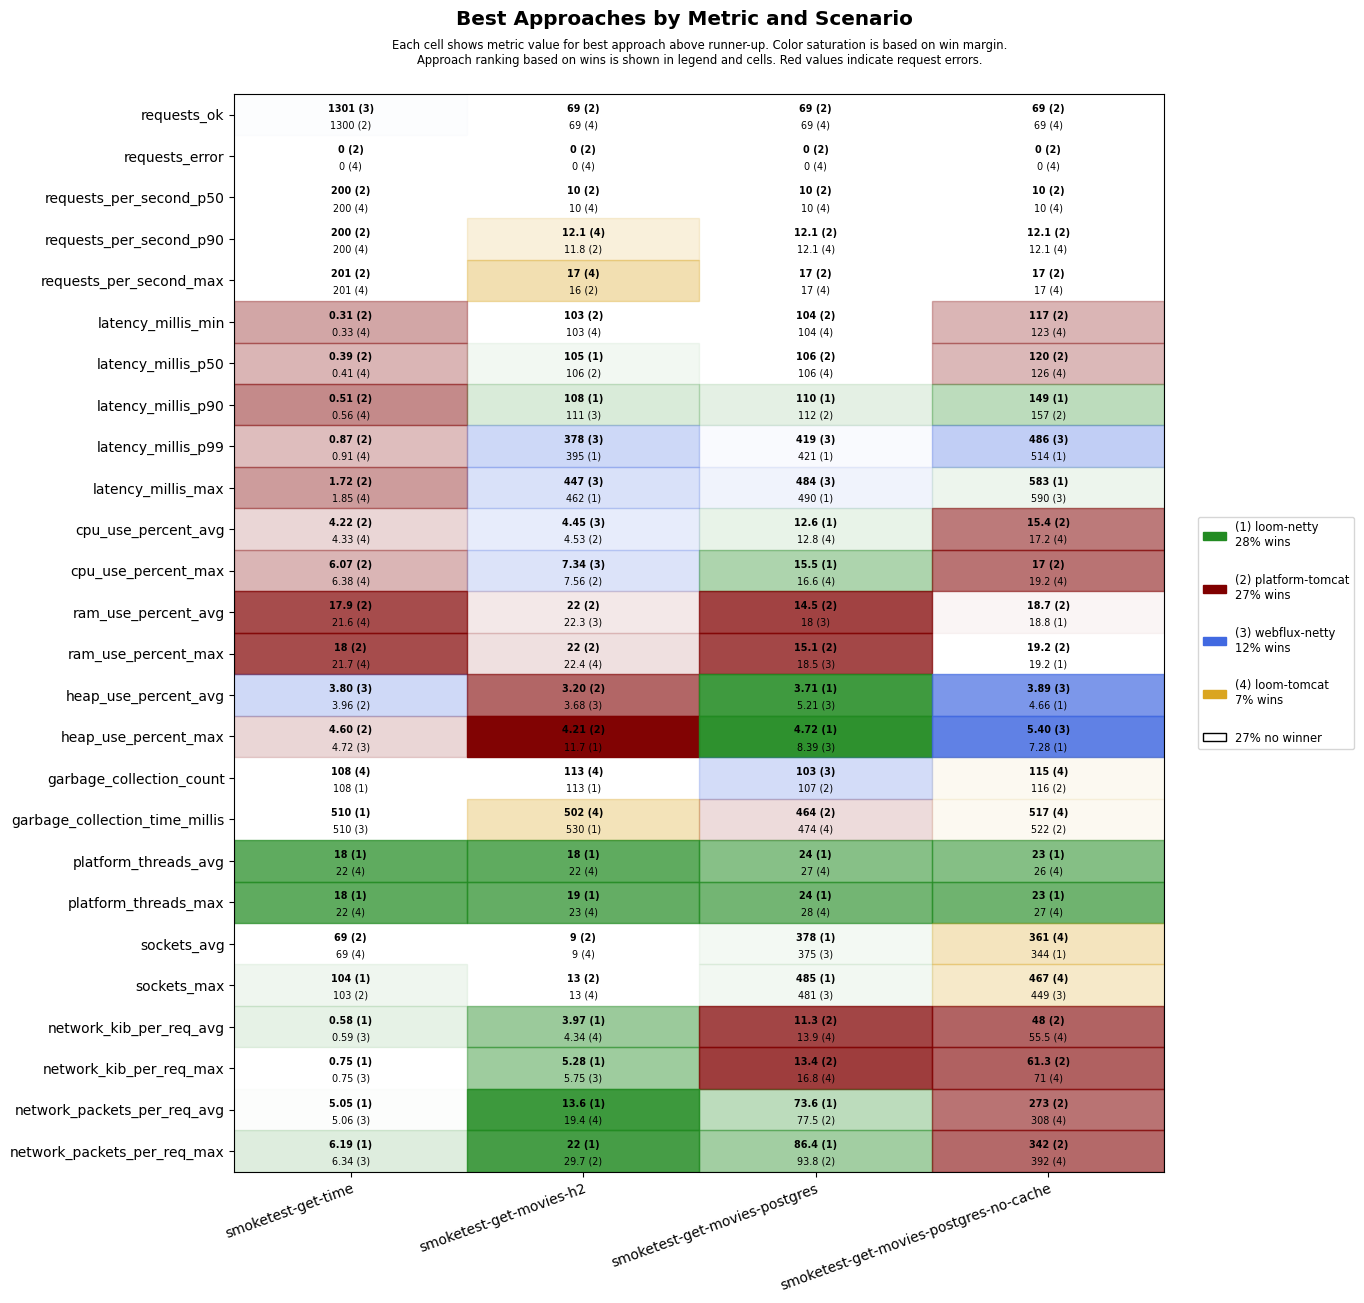 Best Approaches by Metric and Scenario
Each cell shows metric value for best approach above runner-up. Color saturation is based on win margin.
Approach ranking based on wins is shown in legend and cells. Red values indicate request errors.
requests_ok
1301 (3) 69 (2) 69 (2) 69 (2)
1300 (2) 69 (4) 69 (4) 69 (4)
requests_error
0 (2) 0 (2) 0 (2) 0 (2)
0 (4) 0 (4) 0 (4) 0 (4)
requests_per_second_p50
200 (2) 10 (2) 10 (2) 10 (2)
200 (4) 10 (4) 10 (4) 10 (4)
requests_per_second_p90
200 (2) 12.1 (4) 12.1 (2) 12.1 (2)
200 (4) 11.8 (2) 12.1 (4) 12.1 (4)
requests_per_second_max
201 (2) 17 (4) 17 (2) 17 (2)
201 (4) 16 (2) 17 (4) 17 (4)
latency_millis_min
0.31 (2) 103 (2) 104 (2) 117 (2)
0.33 (4) 103 (4) 104 (4) 123 (4)
latency_millis_p50
0.39 (2) 105 (1) 106 (2) 120 (2)
0.41 (4) 106 (2) 106 (4) 126 (4)
latency_millis_p90
0.51 (2) 108 (1) 110 (1) 149 (1)
0.56 (4) 111 (3) 112 (2) 157 (2)
latency_millis_p99
0.87 (2) 378 (3) 419 (3) 486 (3)
0.91 (4) 395 (1) 421 (1) 514 (1)
latency_millis_max
1.72 (2) 447 (3) 484 (3) 583 (1)
1.85 (4) 462 (1) 490 (1) 590 (3)
cpu_use_percent_avg
4.22 (2) 4.45 (3) 12.6 (1) 15.4 (2)
4.33 (4) 4.53 (2) 12.8 (4) 17.2 (4)
cpu_use_percent_max
6.07 (2) 7.34 (3) 15.5 (1) 17 (2)
6.38 (4) 7.56 (2) 16.6 (4) 19.2 (4)
ram_use_percent_avg
17.9 (2) 22 (2) 14.5 (2) 18.7 (2)
21.6 (4) 22.3 (3) 18 (3) 18.8 (1)
ram_use_percent_max
18 (2) 22 (2) 15.1 (2) 19.2 (2)
21.7 (4) 22.4 (4) 18.5 (3) 19.2 (1)
heap_use_percent_avg
3.80 (3) 3.20 (2) 3.71 (1) 3.89 (3)
3.96 (2) 3.68 (3) 5.21 (3) 4.66 (1)
heap_use_percent_max
4.60 (2) 4.21 (2) 4.72 (1) 5.40 (3)
4.72 (3) 11.7 (1) 8.39 (3) 7.28 (1)
garbage_collection_count
108 (4) 113 (4) 103 (3) 115 (4)
108 (1) 113 (1) 107 (2) 116 (2)
garbage_collection_time_millis
510 (1) 502 (4) 464 (2) 517 (4)
510 (3) 530 (1) 474 (4) 522 (2)
platform_threads_avg
18 (1) 18 (1) 24 (1) 23 (1)
22 (4) 22 (4) 27 (4) 26 (4)
platform_threads_max
18 (1) 19 (1) 24 (1) 23 (1)
22 (4) 23 (4) 28 (4) 27 (4)
sockets_avg
69 (2) 9 (2) 378 (1) 361 (4)
69 (4) 9 (4) 375 (3) 344 (1)
sockets_max
104 (1) 13 (2) 485 (1) 467 (4)
103 (2) 13 (4) 481 (3) 449 (3)
network_kib_per_req_avg
0.58 (1) 3.97 (1) 11.3 (2) 48 (2)
0.59 (3) 4.34 (4) 13.9 (4) 55.5 (4)
network_kib_per_req_max
0.75 (1) 5.28 (1) 13.4 (2) 61.3 (2)
0.75 (3) 5.75 (3) 16.8 (4) 71 (4)
network_packets_per_req_avg
5.05 (1) 13.6 (1) 73.6 (1) 273 (2)
5.06 (3) 19.4 (4) 77.5 (2) 308 (4)
network_packets_per_req_max
6.19 (1) 22 (1) 86.4 (1) 342 (2)
6.34 (3) 29.7 (2) 93.8 (2) 392 (4)
smoketest-get-time
smoketest-get-movies-h2
smoketest-get-movies-postgres
smoketest-get-movies-postgres-no-cache
(1) loom-netty
28% wins
(2) platform-tomcat
27% wins
(3) webflux-netty
12% wins
(4) loom-tomcat
7% wins
27% no winner